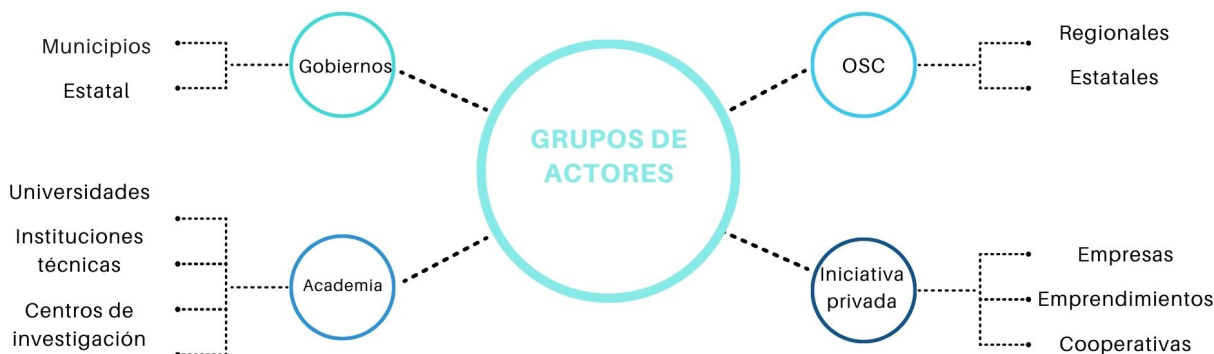 Municipios
Estatal
Gobiernos
Universidades
Instituciones
técnicas
Centros de
investigación
Academia
GRUPOS DE
ACTORES
OSC
Regionales
Estatales
Iniciativa
privada
Empresas
Emprendimientos
Cooperativas